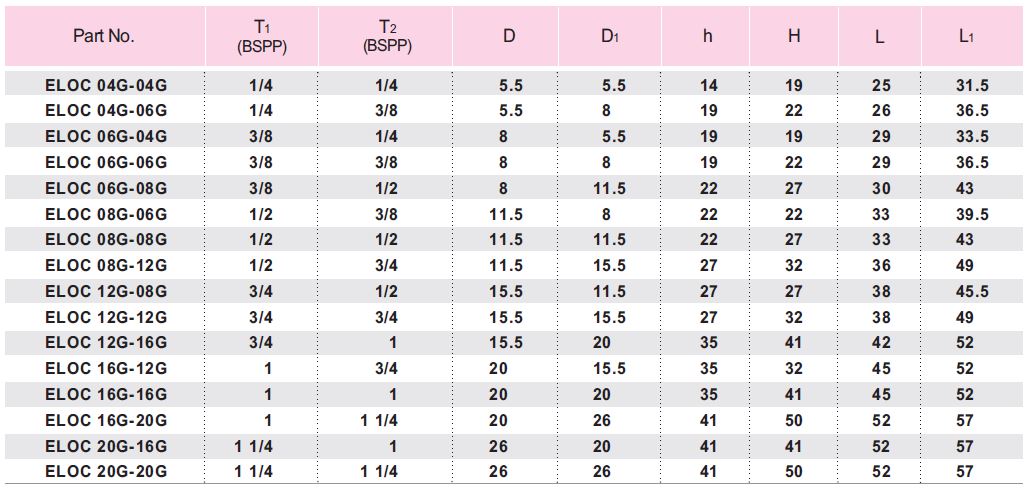 Part No. T1 (BSPP) T2 (BSPP) D D1 h H L L1
ELOC 04G-04G 1/4 1/4 5.5 5.5 14 19 25 31.5
ELOC 04G-06G 1/4 3/8 5.5 8 19 22 26 36.5
ELOC 06G-04G 3/8 1/4 8 5.5 19 19 29 33.5
ELOC 06G-06G 3/8 3/8 8 8 19 22 29 36.5
ELOC 06G-08G 3/8 1/2 8 11.5 22 27 30 43
ELOC 08G-06G 1/2 3/8 11.5 8 22 22 33 39.5
ELOC 08G-08G 1/2 1/2 11.5 11.5 22 27 33 43
ELOC 08G-12G 1/2 3/4 11.5 15.5 27 32 36 49
ELOC 12G-08G 3/4 1/2 15.5 11.5 27 27 38 45.5
ELOC 12G-12G 3/4 3/4 15.5 15.5 27 32 38 49
ELOC 12G-16G 3/4 1 15.5 20 35 41 42 52
ELOC 16G-12G 1 3/4 20 15.5 35 32 45 52
ELOC 16G-16G 1 1 20 20 35 41 45 52
ELOC 16G-20G 1 1 1/4 20 26 41 50 52 57
ELOC 20G-16G 1 1/4 1 26 20 41 41 52 57
ELOC 20G-20G 1 1/4 1 1/4 26 26 41 50 52 57